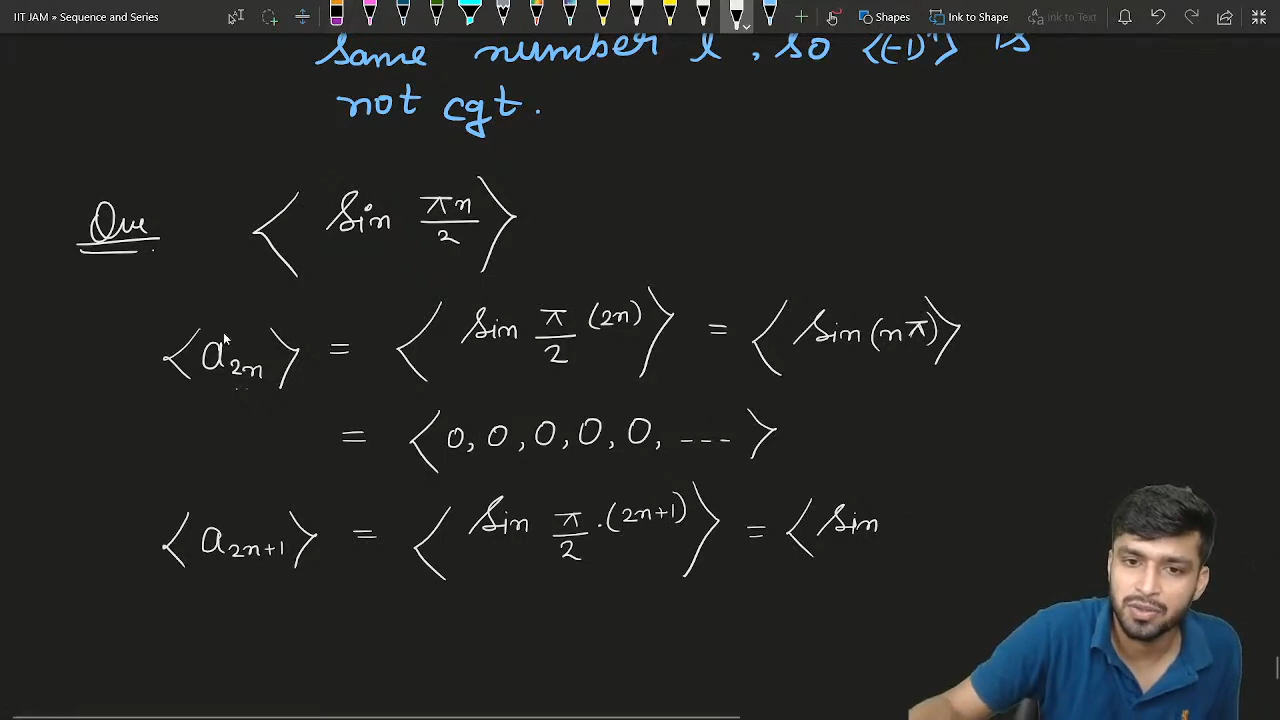 IIT JAM » Sequence and Series
Shapes
Ink to Shape
Ink to Text
same number l, so <(-1)ⁿ> is
not cgt.
Que < Sin πn/2 >
<a₂ₙ> = < Sin π/2 (2n) > = < Sin (nπ) >
= < 0, 0, 0, 0, 0, --- >
<a₂ₙ₊₁> = < Sin π/2 . (2n+1) > = < Sin